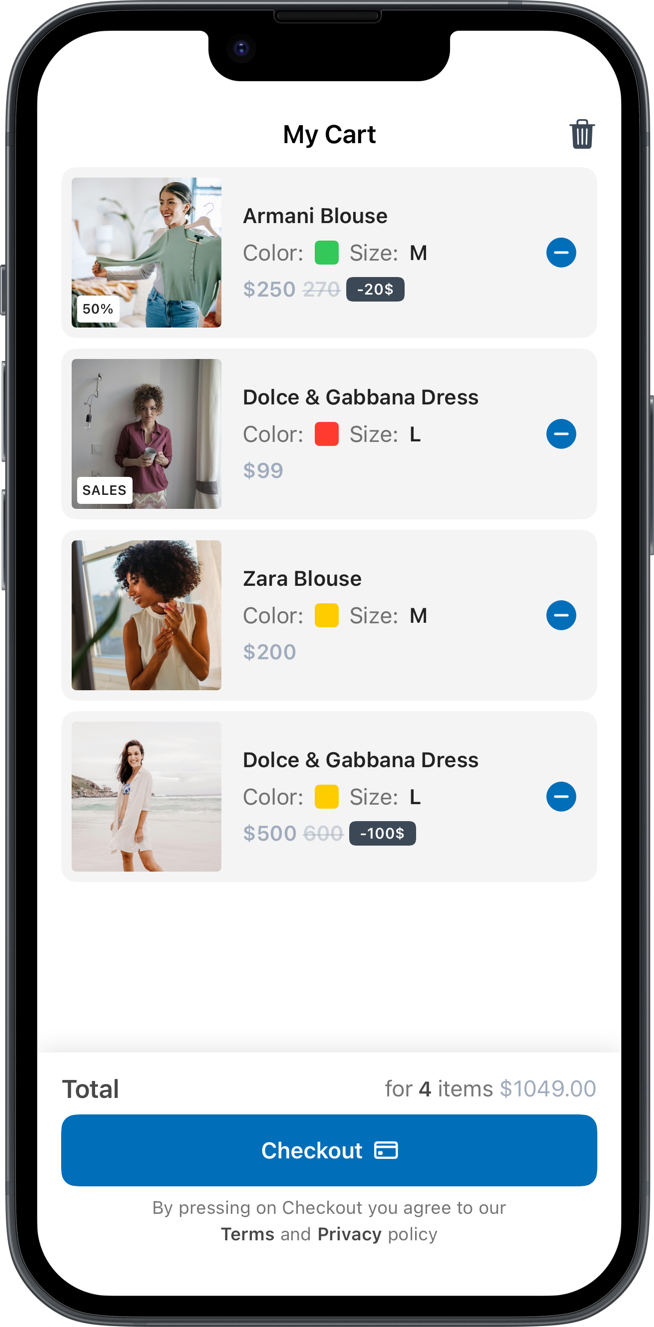 My Cart
Armani Blouse
Color: Size: M
$250 270 -20$
50%
Dolce & Gabbana Dress
Color: Size: L
$99
SALES
Zara Blouse
Color: Size: M
$200
Dolce & Gabbana Dress
Color: Size: L
$500 600 -100$
Total for 4 items $1049.00
Checkout
By pressing on Checkout you agree to our
Terms and Privacy policy